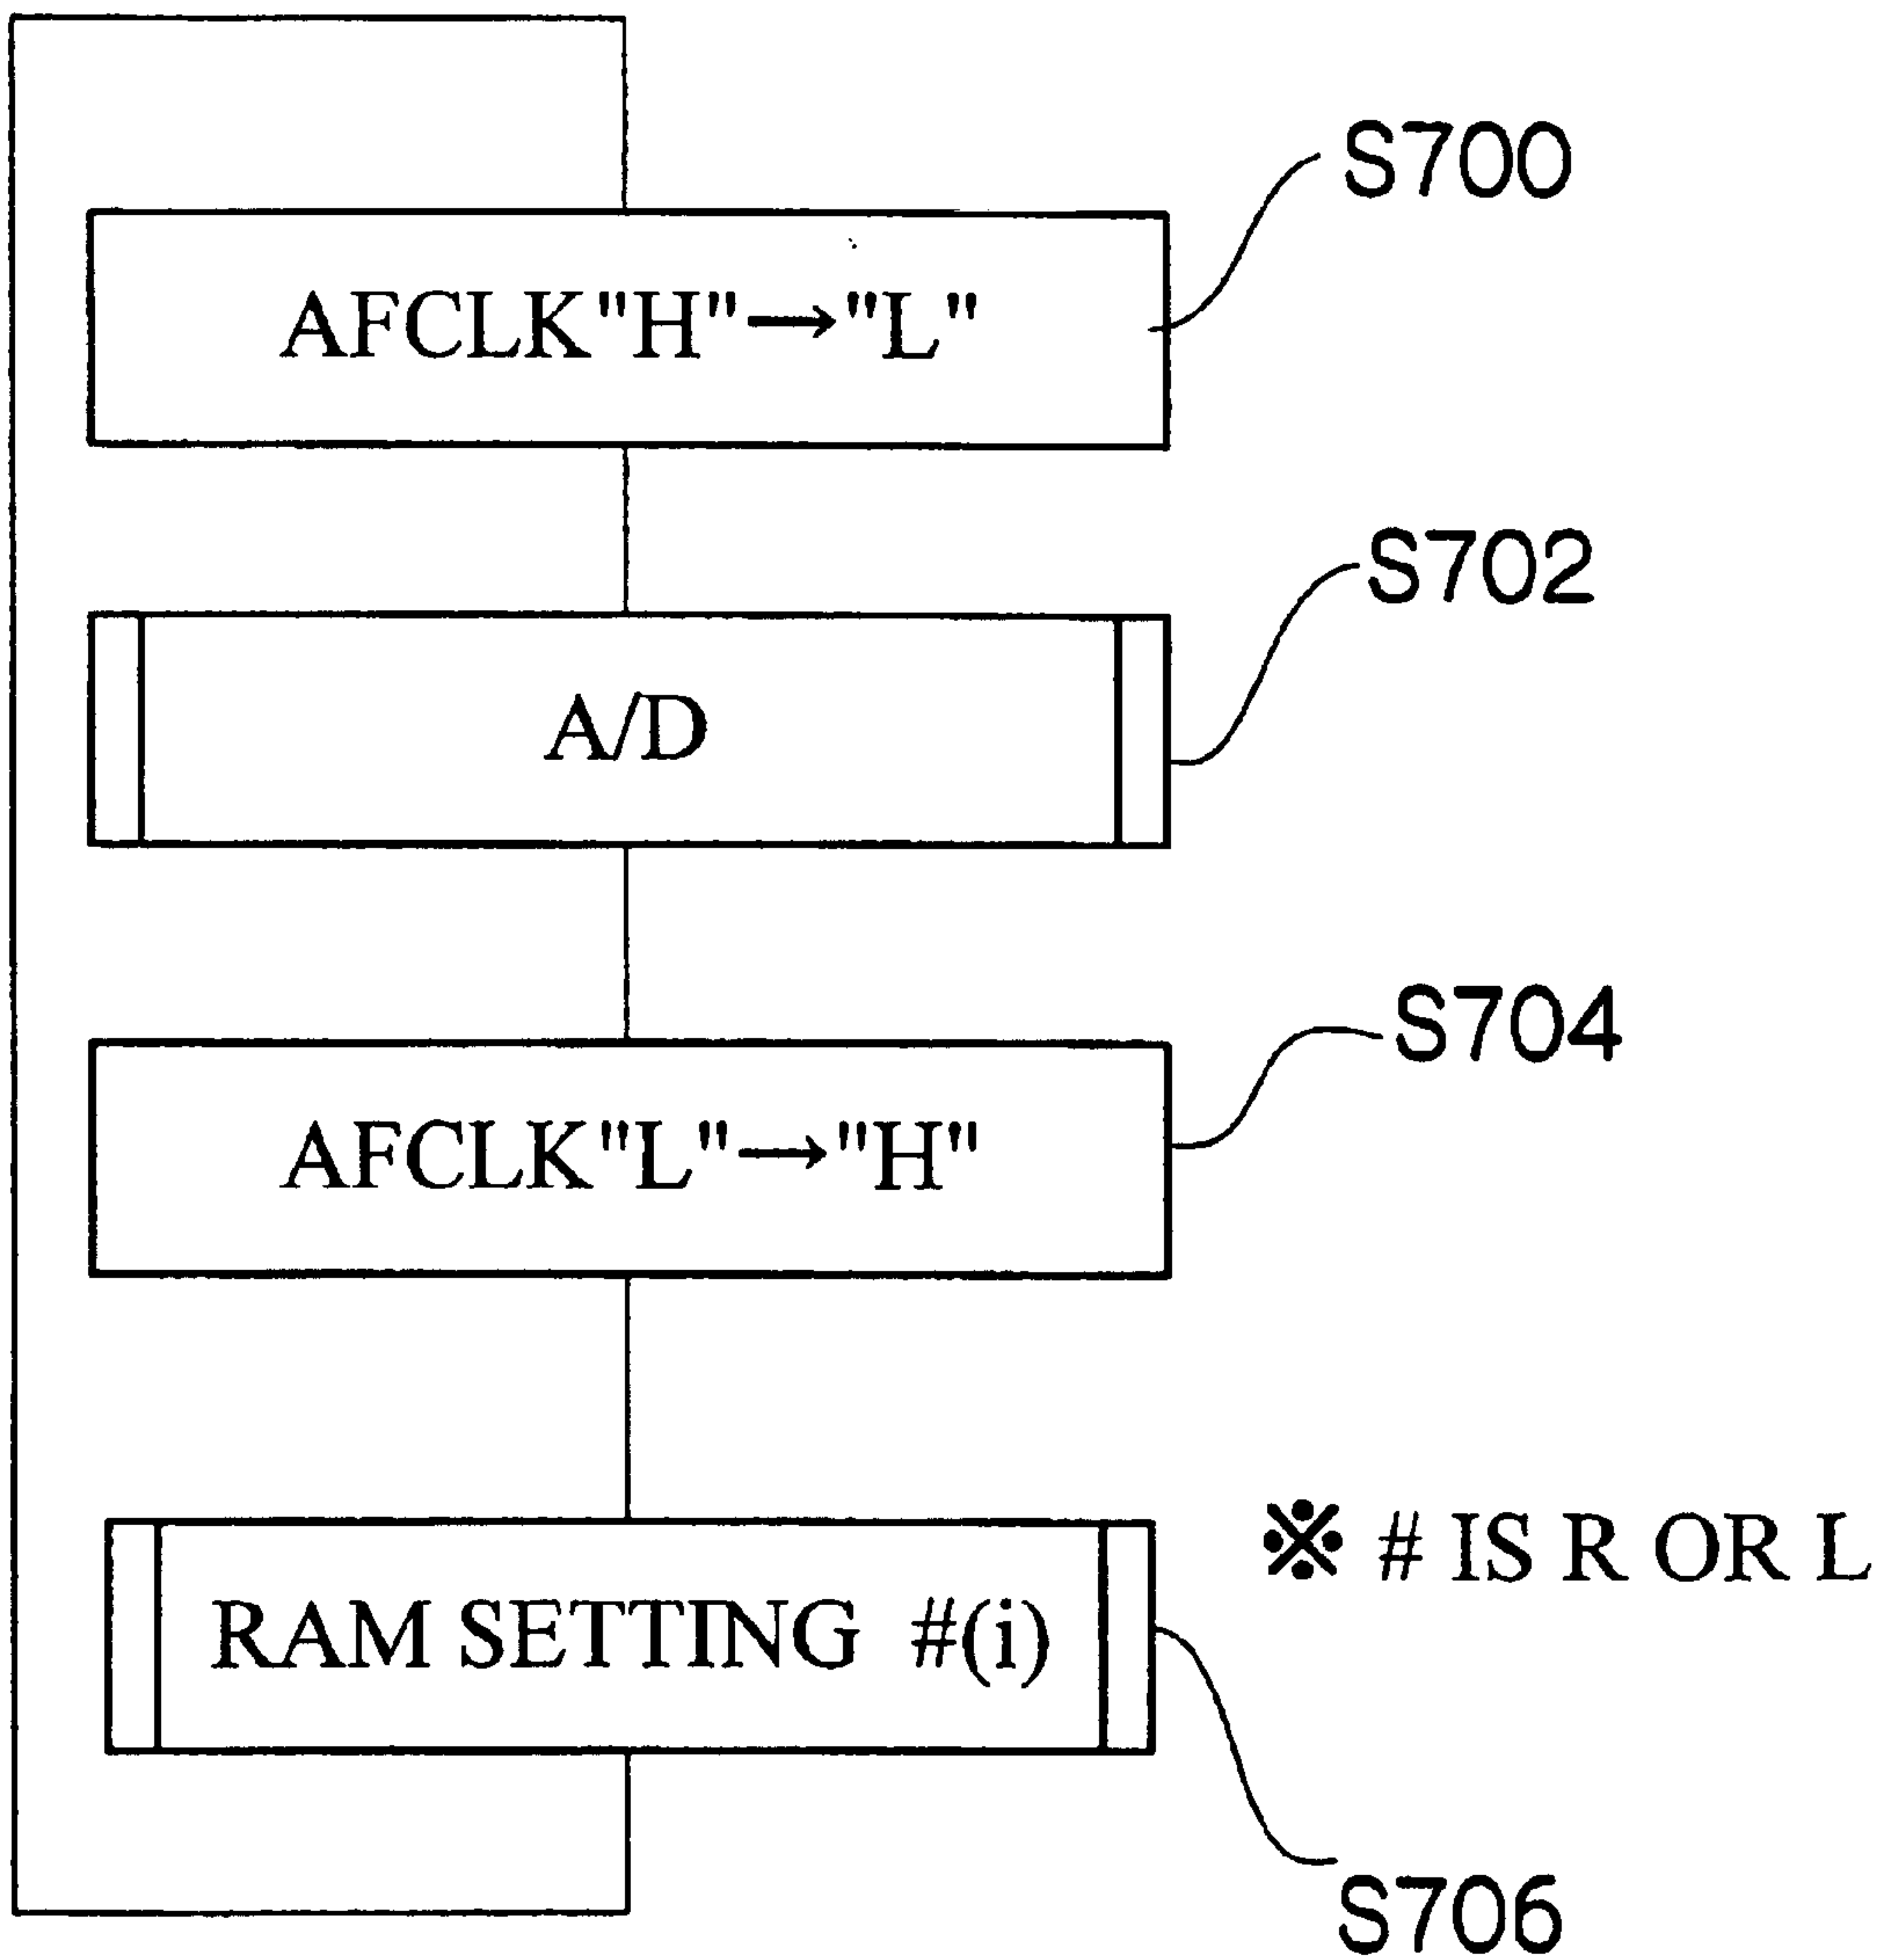 S700
AFCLK"H"→"L"
S702
A/D
S704
AFCLK"L"→"H"
※ # IS R OR L
RAM SETTING #(i)
S706